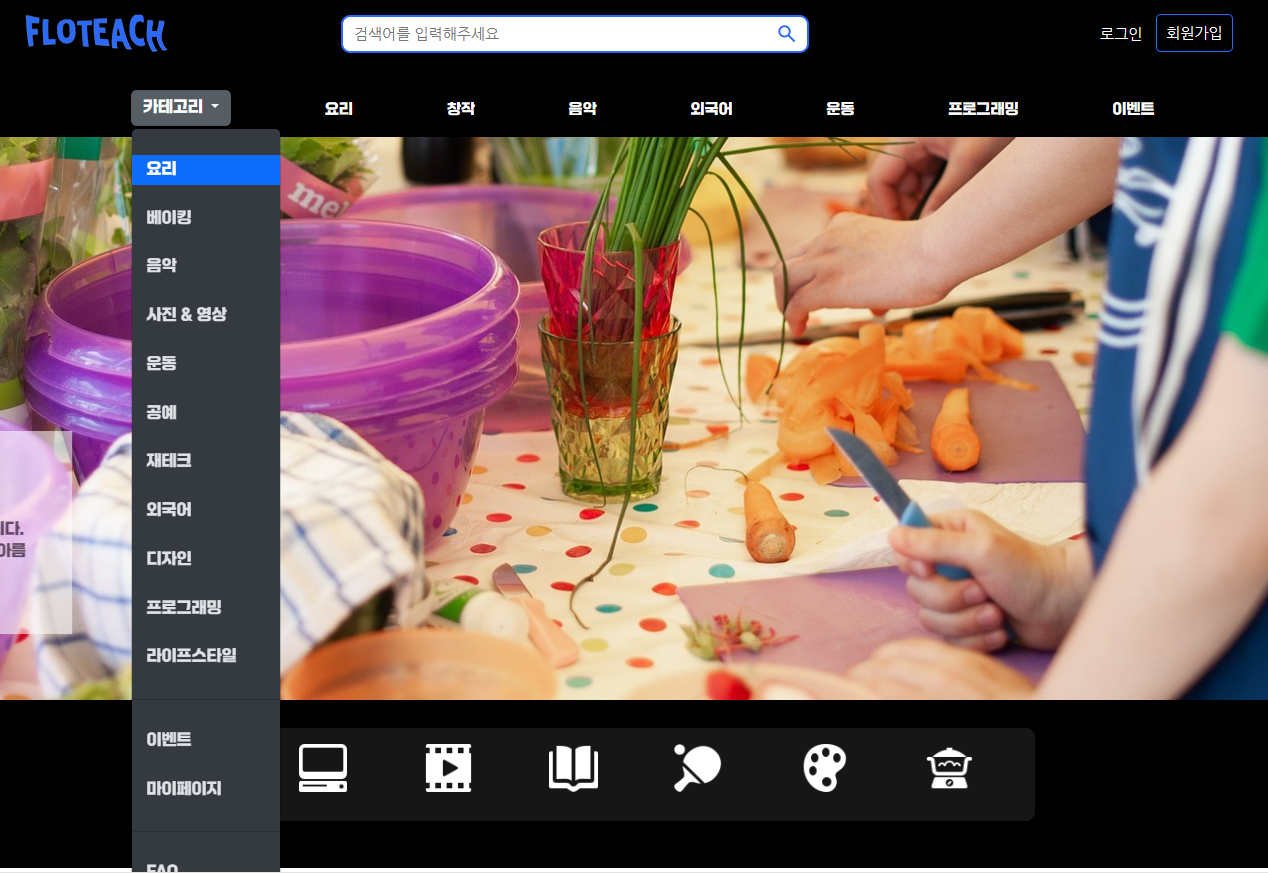 FLOTEACH
검색어를 입력해주세요
로그인
회원가입
카테고리
요리
창작
음악
외국어
운동
프로그래밍
이벤트
요리
베이킹
음악
사진 & 영상
운동
공예
재테크
외국어
디자인
프로그래밍
라이프스타일
이벤트
마이페이지
FAQ
me
다.
아름